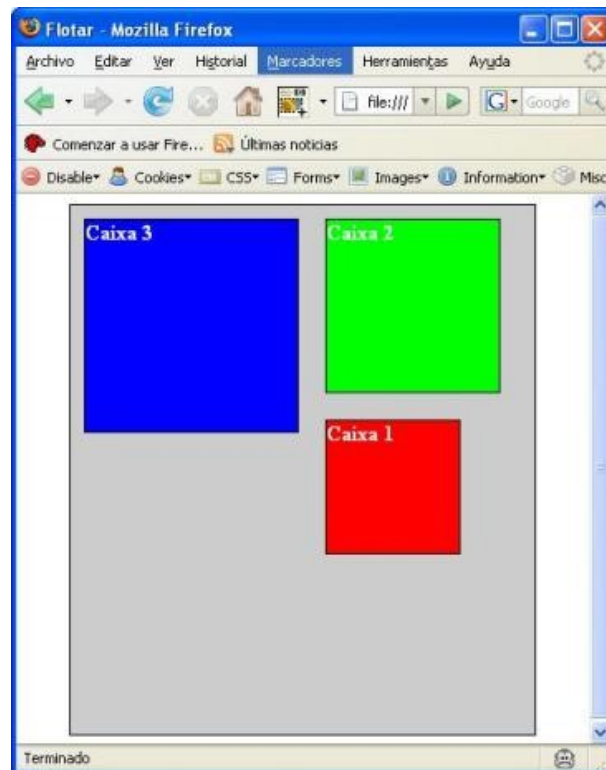 Flotar - Mozilla Firefox
Archivo Editar Ver Historial Marcadores Herramientas Ayuda
file:/// G Google
Comenzar a usar Fire... Últimas noticias
Disable Cookies CSS Forms Images Information Misc
Caixa 3 Caixa 2
Caixa 1
Terminado